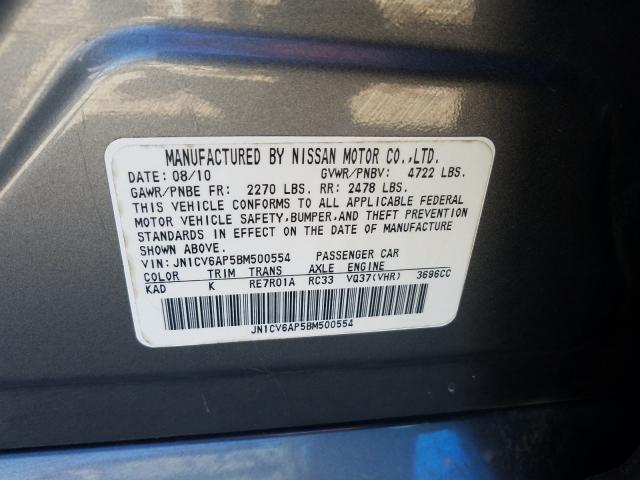 MANUFACTURED BY NISSAN MOTOR CO.,LTD.
DATE: 08/10 GVWR/PNBV: 4722 LBS.
GAWR/PNBE FR: 2270 LBS. RR: 2478 LBS.
THIS VEHICLE CONFORMS TO ALL APPLICABLE FEDERAL
MOTOR VEHICLE SAFETY,BUMPER,AND THEFT PREVENTION
STANDARDS IN EFFECT ON THE DATE OF MANUFACTURE
SHOWN ABOVE.
VIN: JN1CV6AP5BM500554 PASSENGER CAR
COLOR TRIM TRANS AXLE ENGINE
KAD K RE7R01A RC33 VQ37(VHR) 3696CC
JN1CV6AP5BM500554